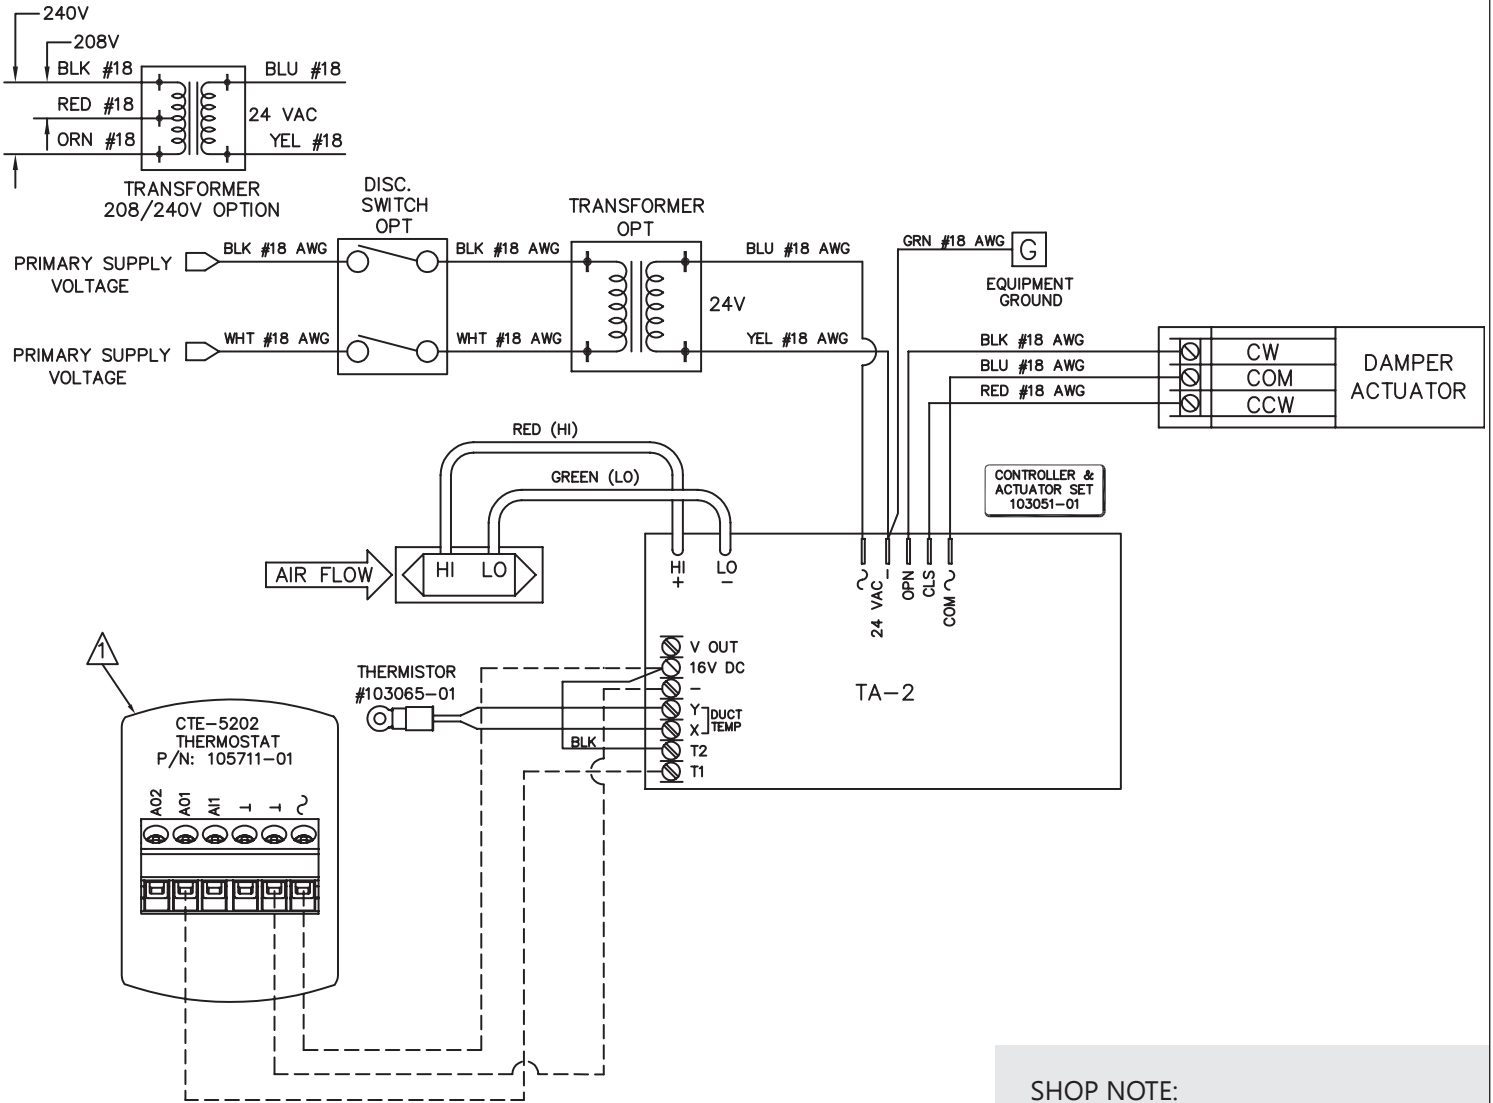 240V
208V
BLK #18
BLU #18
RED #18
24 VAC
ORN #18
YEL #18
TRANSFORMER
208/240V OPTION
DISC.
SWITCH
OPT
TRANSFORMER
OPT
PRIMARY SUPPLY
VOLTAGE
BLK #18 AWG
BLK #18 AWG
BLU #18 AWG
GRN #18 AWG
G
EQUIPMENT
GROUND
24V
PRIMARY SUPPLY
VOLTAGE
WHT #18 AWG
WHT #18 AWG
YEL #18 AWG
BLK #18 AWG
BLU #18 AWG
RED #18 AWG
CW
COM
CCW
DAMPER
ACTUATOR
RED (HI)
GREEN (LO)
CONTROLLER &
ACTUATOR SET
103051-01
AIR FLOW
HI
LO
HI
+
LO
-
24 VAC
-
OPN
CLS
COM
V OUT
16V DC
-
Y
X
DUCT
TEMP
T2
T1
TA-2
THERMISTOR
#103065-01
BLK
1
CTE-5202
THERMOSTAT
P/N: 105711-01
A02
A01
AI1
SHOP NOTE: